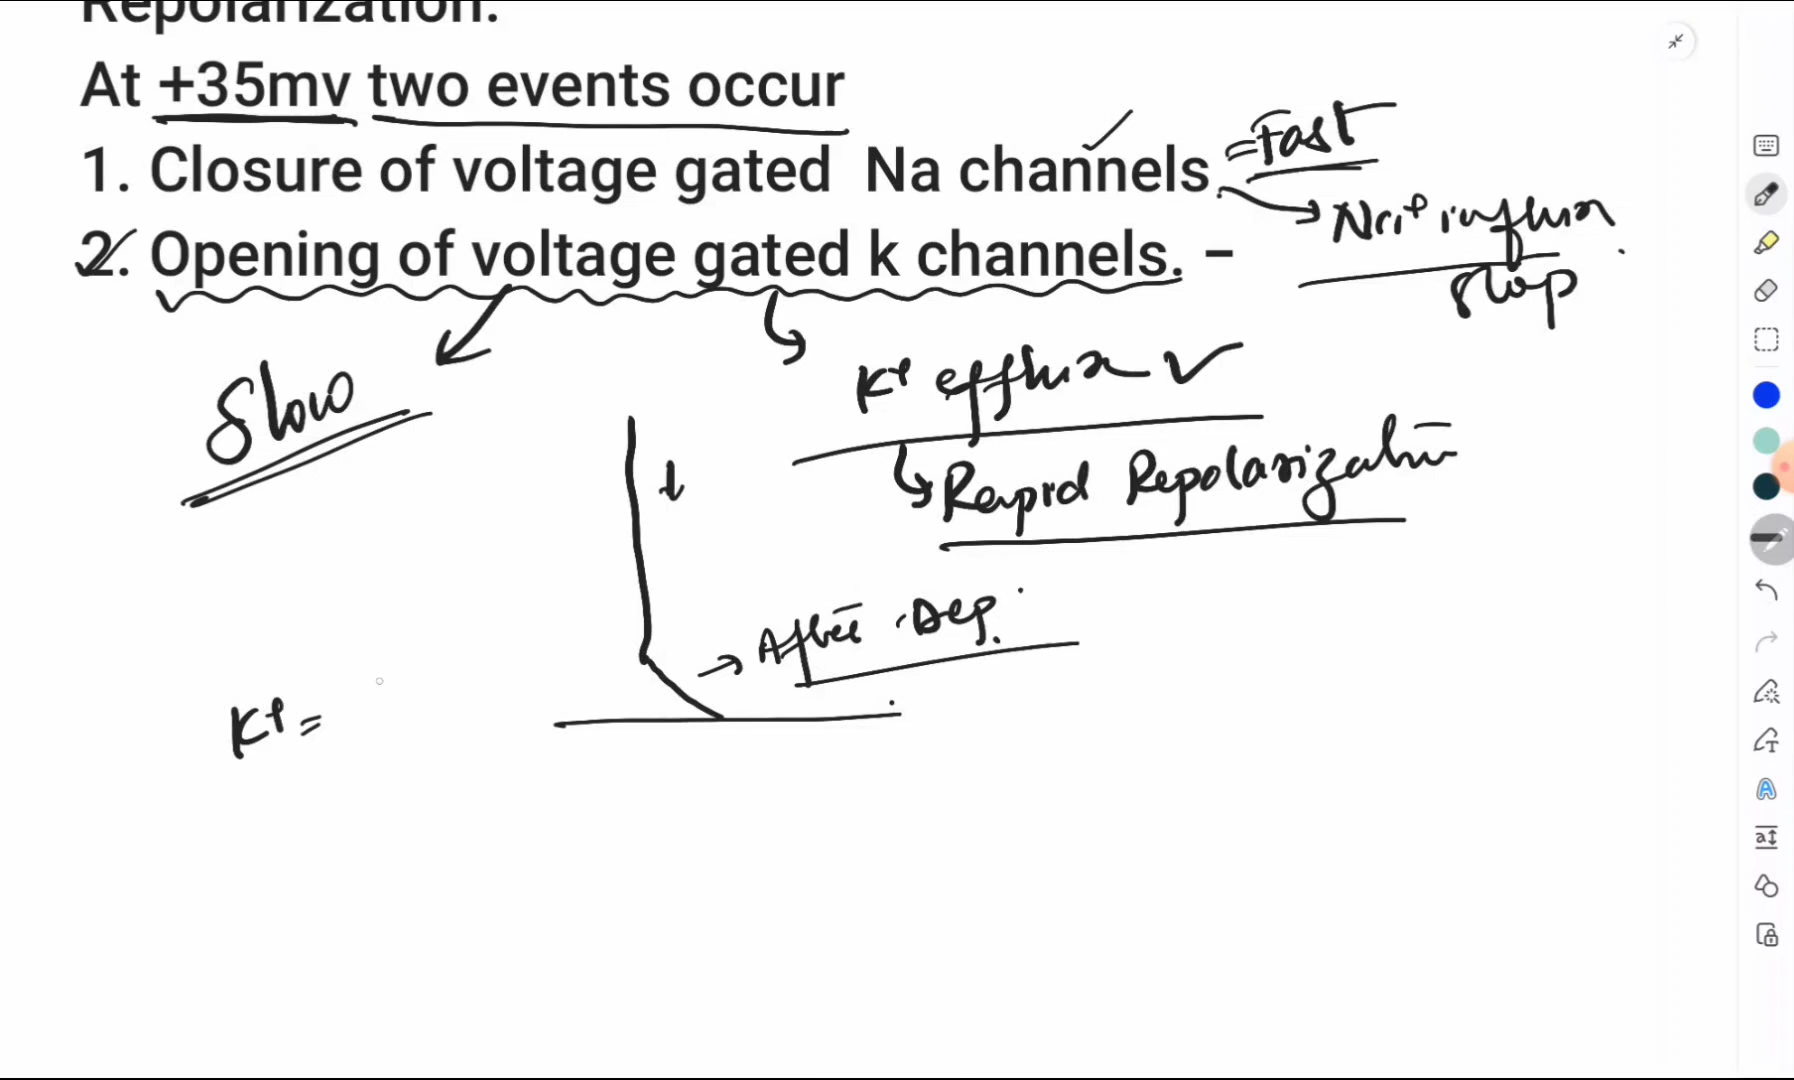 Repolarization.
At +35mv two events occur
1. Closure of voltage gated Na channels. = Fast
→ Na+ influx stop
2. Opening of voltage gated k channels. -
Slow
K+ efflux ✓
Rapid Repolarization
→ After Dep.
K+ =